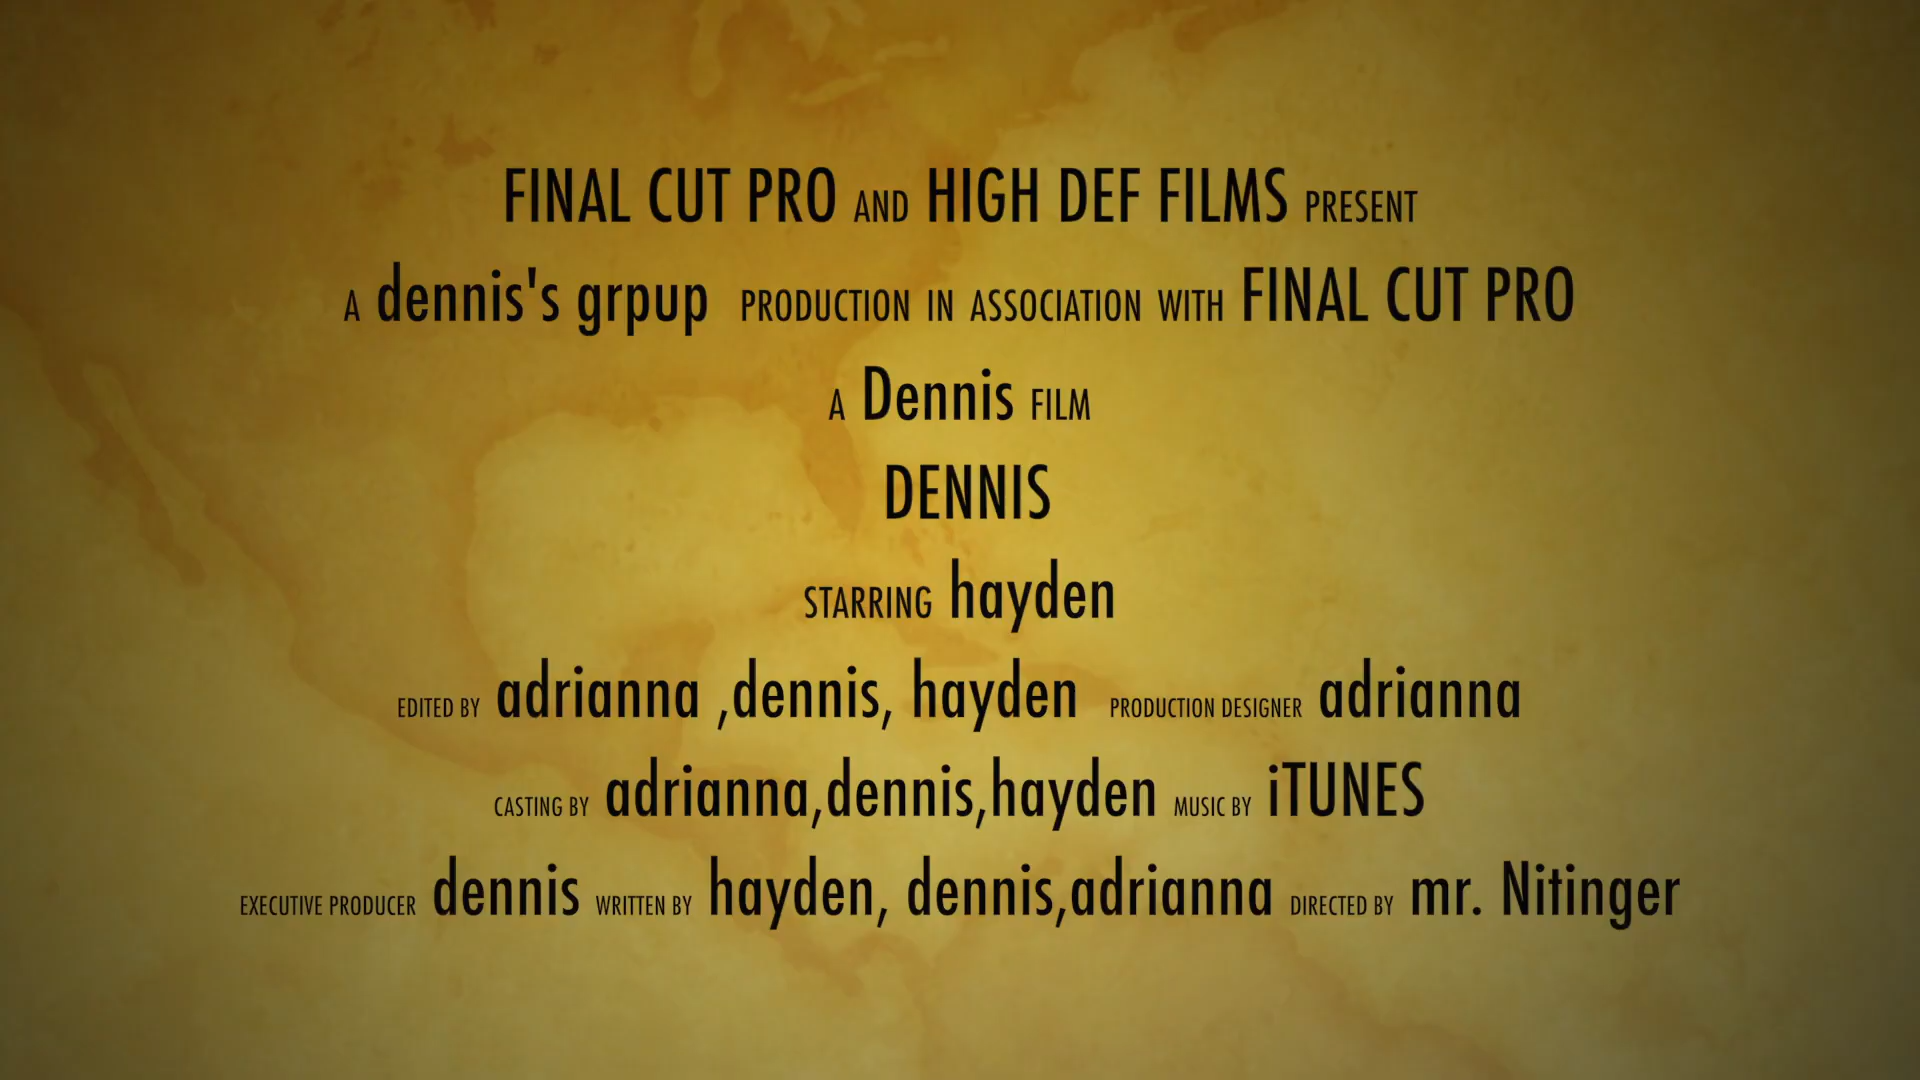 FINAL CUT PRO AND HIGH DEF FILMS PRESENT
A dennis's grpup PRODUCTION IN ASSOCIATION WITH FINAL CUT PRO
A Dennis FILM
DENNIS
STARRING hayden
EDITED BY adrianna ,dennis, hayden PRODUCTION DESIGNER adrianna
CASTING BY adrianna,dennis,hayden MUSIC BY iTUNES
EXECUTIVE PRODUCER dennis WRITTEN BY hayden, dennis,adrianna DIRECTED BY mr. Nitinger